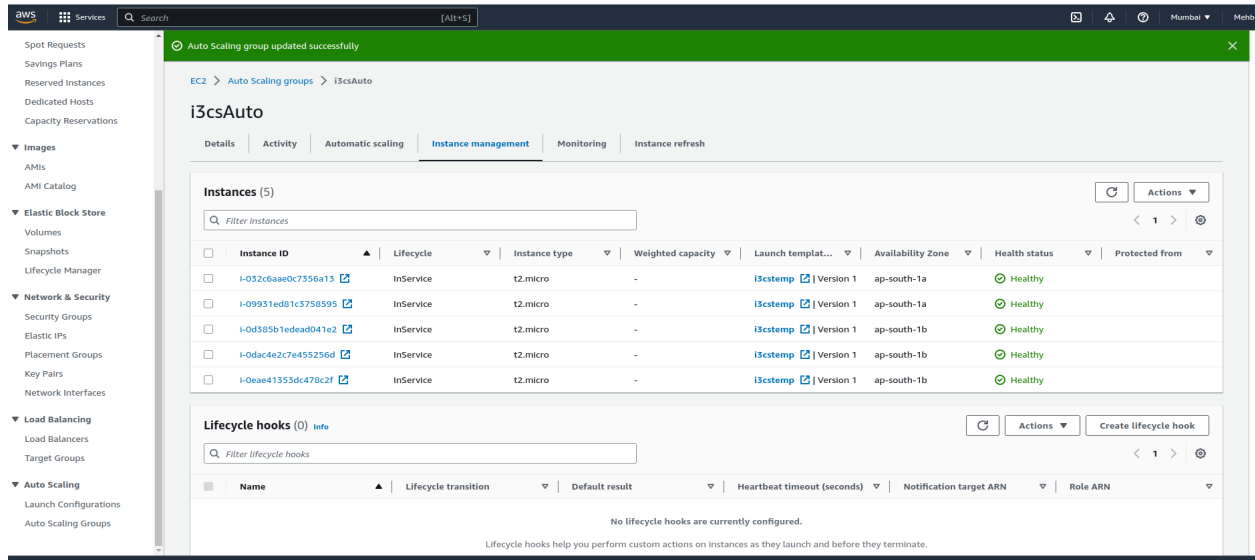 aws Services Search [Alt+S] Mumbai ▼ Mehb
Spot Requests
Savings Plans
Reserved Instances
Dedicated Hosts
Capacity Reservations
Images
AMIs
AMI Catalog
Elastic Block Store
Volumes
Snapshots
Lifecycle Manager
Network & Security
Security Groups
Elastic IPs
Placement Groups
Key Pairs
Network Interfaces
Load Balancing
Load Balancers
Target Groups
Auto Scaling
Launch Configurations
Auto Scaling Groups
Auto Scaling group updated successfully
EC2 > Auto Scaling groups > i3csAuto
i3csAuto
Details Activity Automatic scaling Instance management Monitoring Instance refresh
Instances (5) Actions ▼
Filter instances < 1 >
Instance ID Lifecycle Instance type Weighted capacity Launch templat... Availability Zone Health status Protected from
i-032c6aae0c7356a13 InService t2.micro - i3cstemp | Version 1 ap-south-1a Healthy
i-09931ed81c3758595 InService t2.micro - i3cstemp | Version 1 ap-south-1a Healthy
i-0d385b1edead041e2 InService t2.micro - i3cstemp | Version 1 ap-south-1b Healthy
i-0dac4e2c7e455256d InService t2.micro - i3cstemp | Version 1 ap-south-1b Healthy
i-0eae41353dc478c2f InService t2.micro - i3cstemp | Version 1 ap-south-1b Healthy
Lifecycle hooks (0) Info Actions ▼ Create lifecycle hook
Filter lifecycle hooks < 1 >
Name Lifecycle transition Default result Heartbeat timeout (seconds) Notification target ARN Role ARN
No lifecycle hooks are currently configured.
Lifecycle hooks help you perform custom actions on instances as they launch and before they terminate.